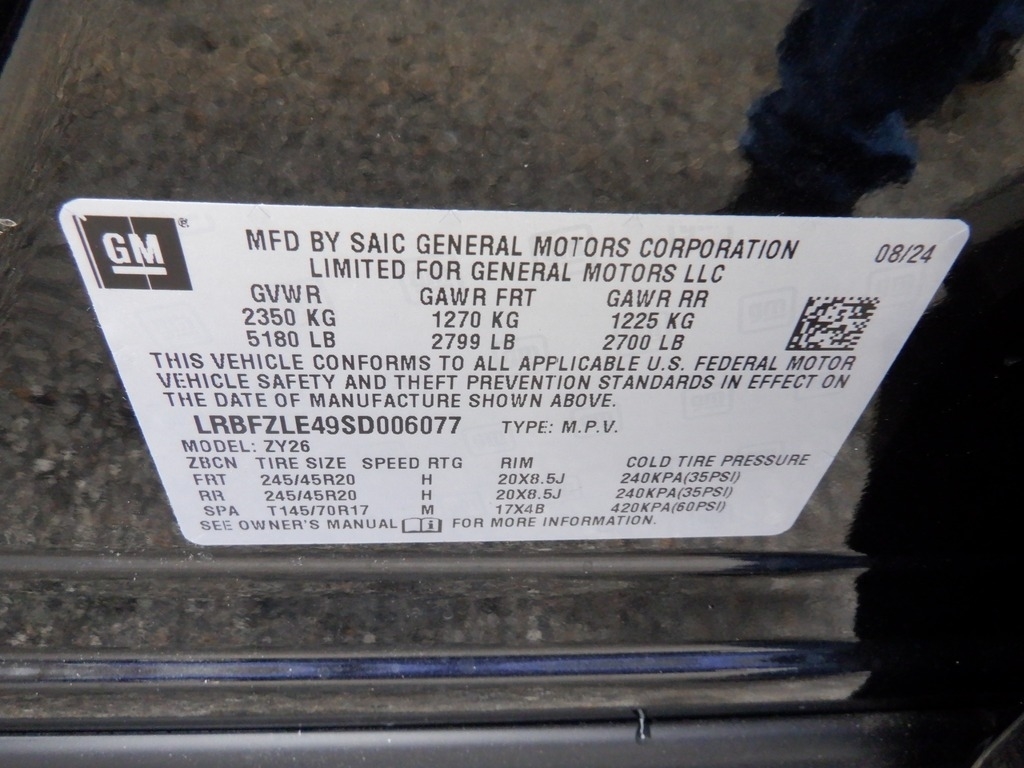 GM®
MFD BY SAIC GENERAL MOTORS CORPORATION 08/24
LIMITED FOR GENERAL MOTORS LLC
GVWR GAWR FRT GAWR RR
2350 KG 1270 KG 1225 KG
5180 LB 2799 LB 2700 LB
THIS VEHICLE CONFORMS TO ALL APPLICABLE U.S. FEDERAL MOTOR
VEHICLE SAFETY AND THEFT PREVENTION STANDARDS IN EFFECT ON
THE DATE OF MANUFACTURE SHOWN ABOVE.
LRBFZLE49SD006077 TYPE: M.P.V.
MODEL: ZY26
ZBCN TIRE SIZE SPEED RTG RIM COLD TIRE PRESSURE
FRT 245/45R20 H 20X8.5J 240KPA(35PSI)
RR 245/45R20 H 20X8.5J 240KPA(35PSI)
SPA T145/70R17 M 17X4B 420KPA(60PSI)
SEE OWNER'S MANUAL FOR MORE INFORMATION.